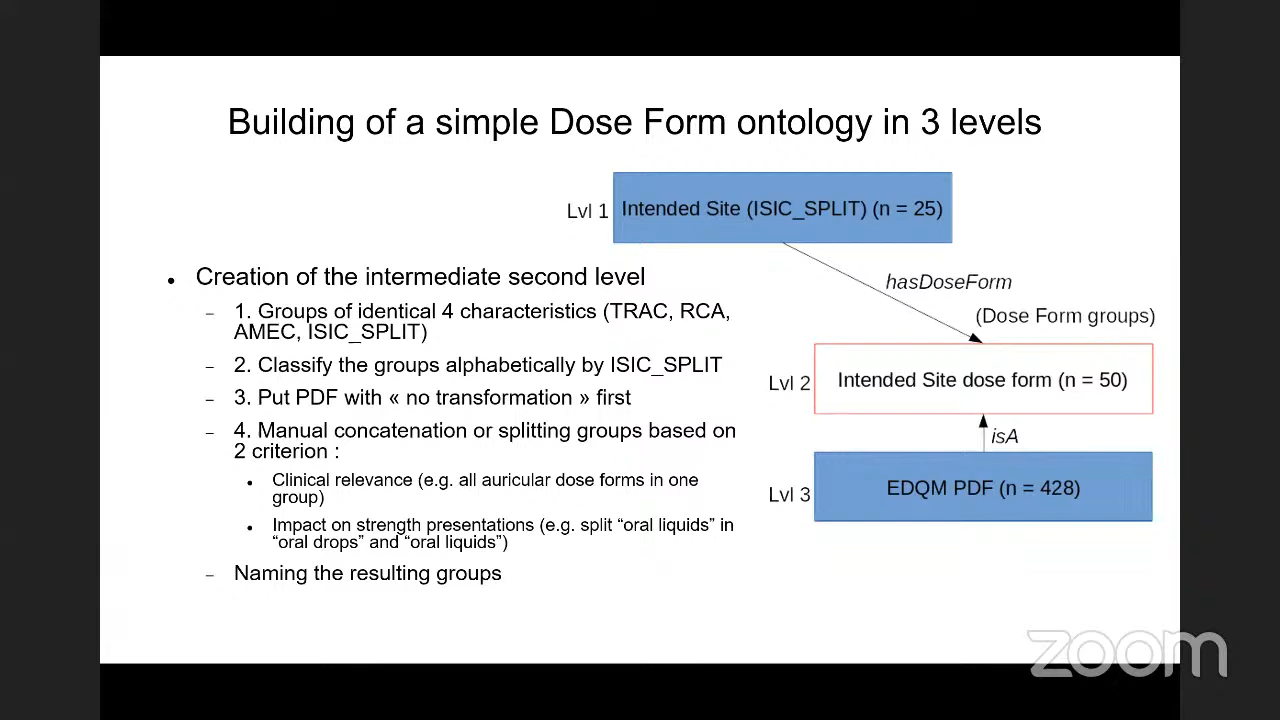 Building of a simple Dose Form ontology in 3 levels
Lvl 1
Intended Site (ISIC_SPLIT) (n = 25)
hasDoseForm
(Dose Form groups)
Lvl 2
Intended Site dose form (n = 50)
isA
Lvl 3
EDQM PDF (n = 428)
• Creation of the intermediate second level
– 1. Groups of identical 4 characteristics (TRAC, RCA,
AMEC, ISIC_SPLIT)
– 2. Classify the groups alphabetically by ISIC_SPLIT
– 3. Put PDF with « no transformation » first
– 4. Manual concatenation or splitting groups based on
2 criterion :
• Clinical relevance (e.g. all auricular dose forms in one
group)
• Impact on strength presentations (e.g. split “oral liquids” in
“oral drops” and “oral liquids”)
– Naming the resulting groups
zoom